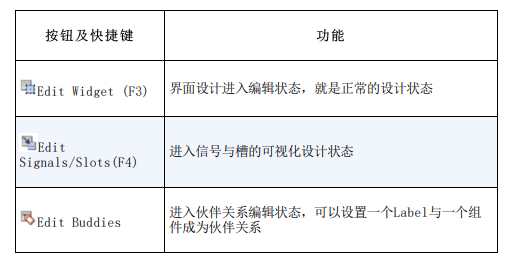 按钮及快捷键
功能
Edit Widget (F3)
界面设计进入编辑状态，就是正常的设计状态
Edit
Signals/Slots(F4)
进入信号与槽的可视化设计状态
Edit Buddies
进入伙伴关系编辑状态，可以设置一个Label与一个组
件成为伙伴关系